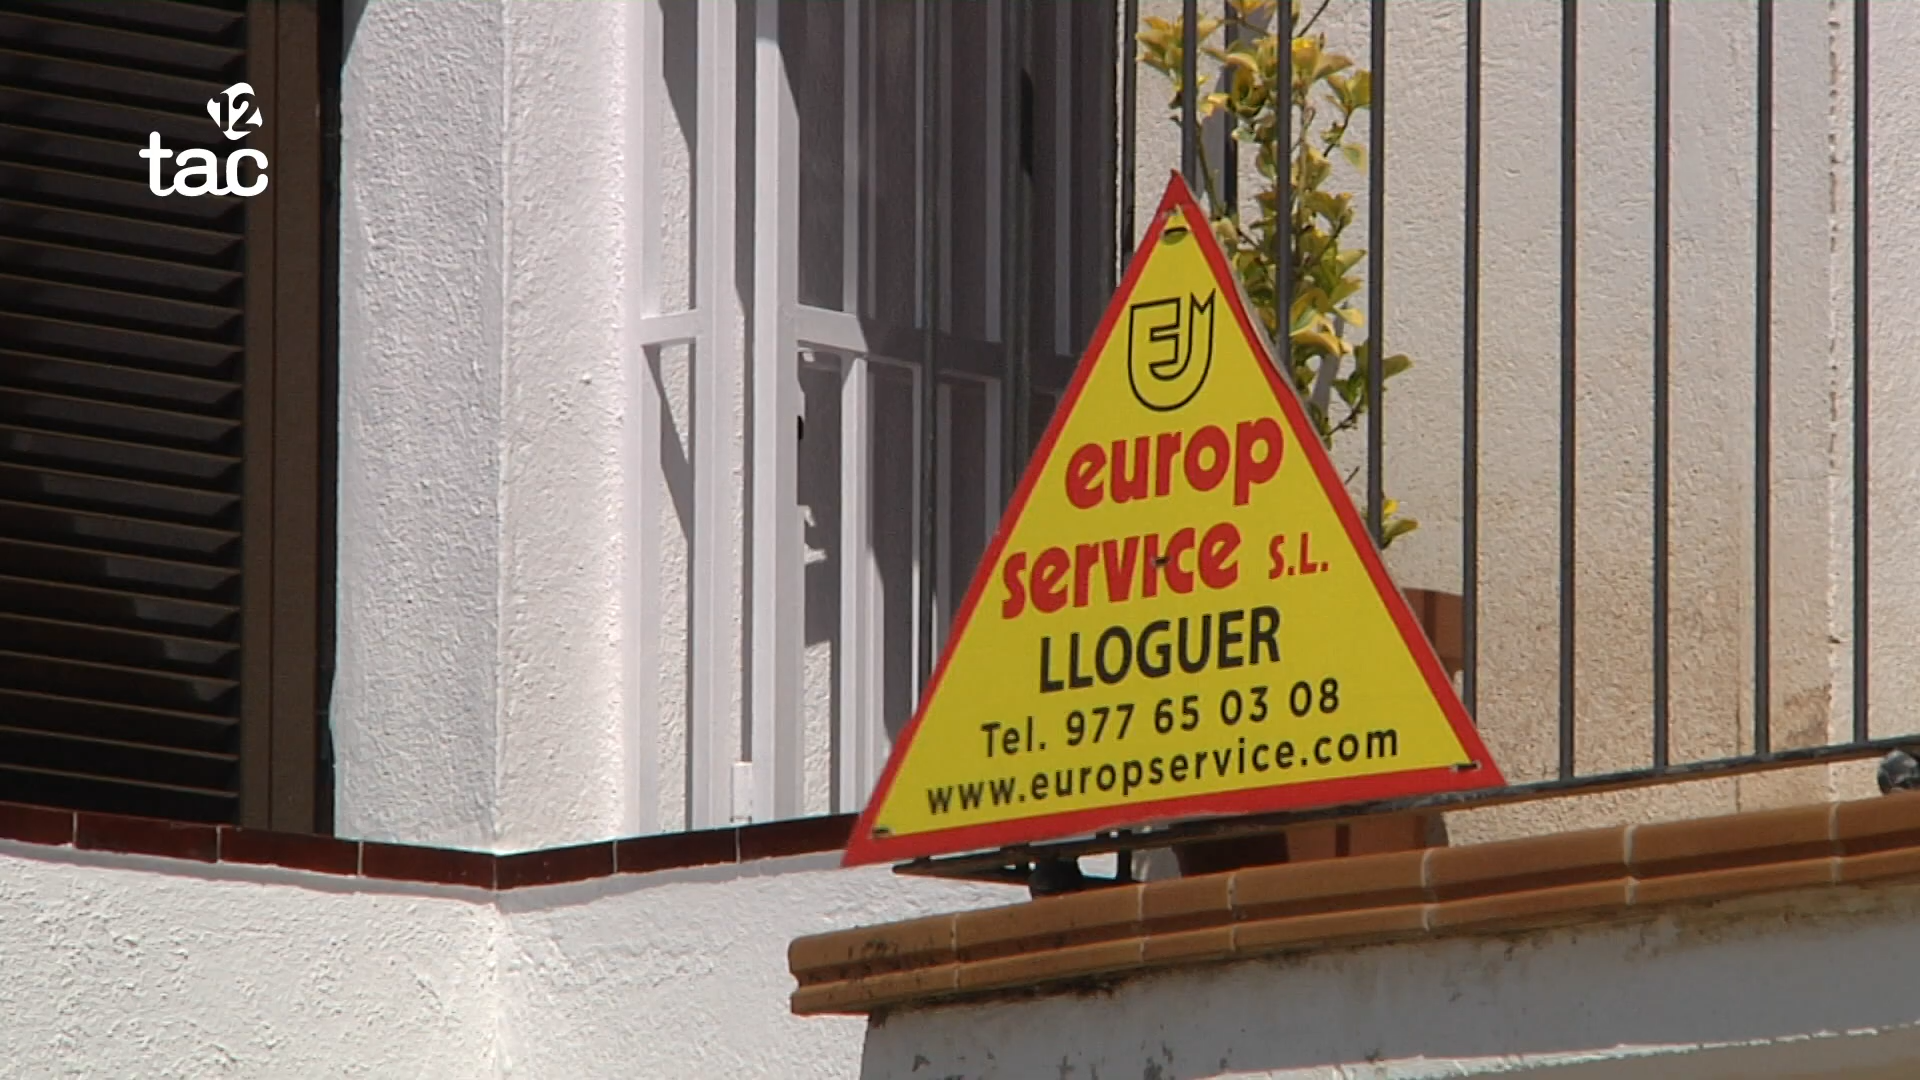 12
tac
europ
service S.L.
LLOGUER
Tel. 977 65 03 08
www.europservice.com